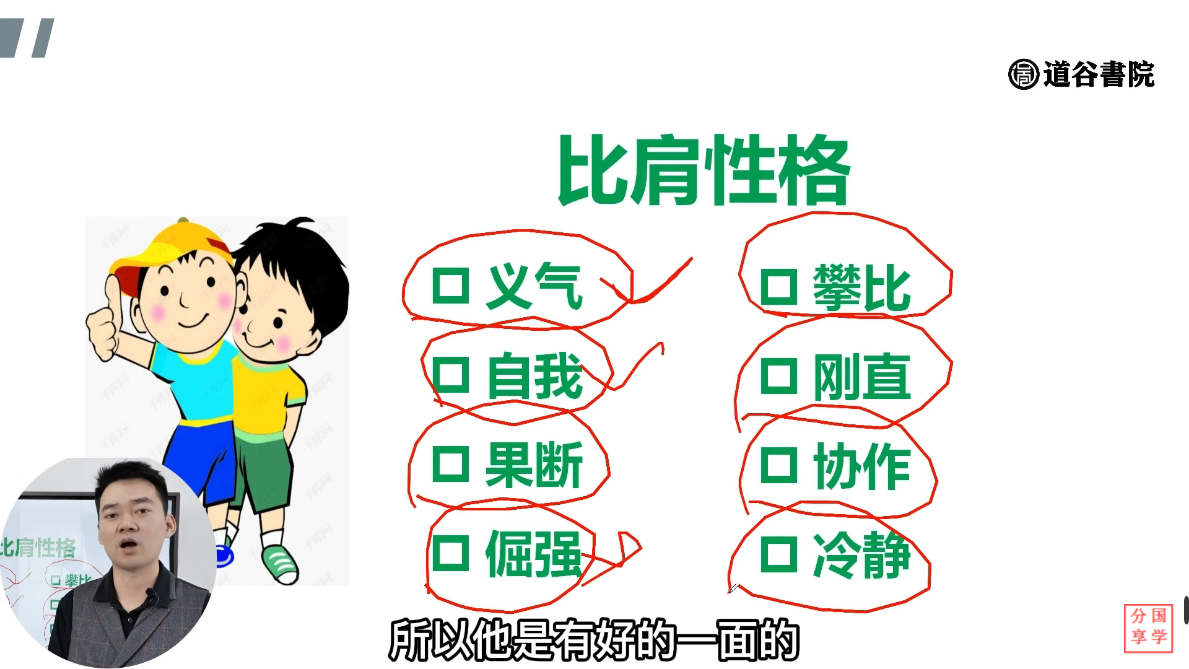 道谷書院
比肩性格
义气
攀比
自我
刚直
果断
协作
倔强
冷静
比肩性格
攀比
所以他是有好的一面的
分国
享学